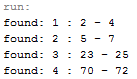 run:
found: 1 : 2 - 4
found: 2 : 5 - 7
found: 3 : 23 - 25
found: 4 : 70 - 72